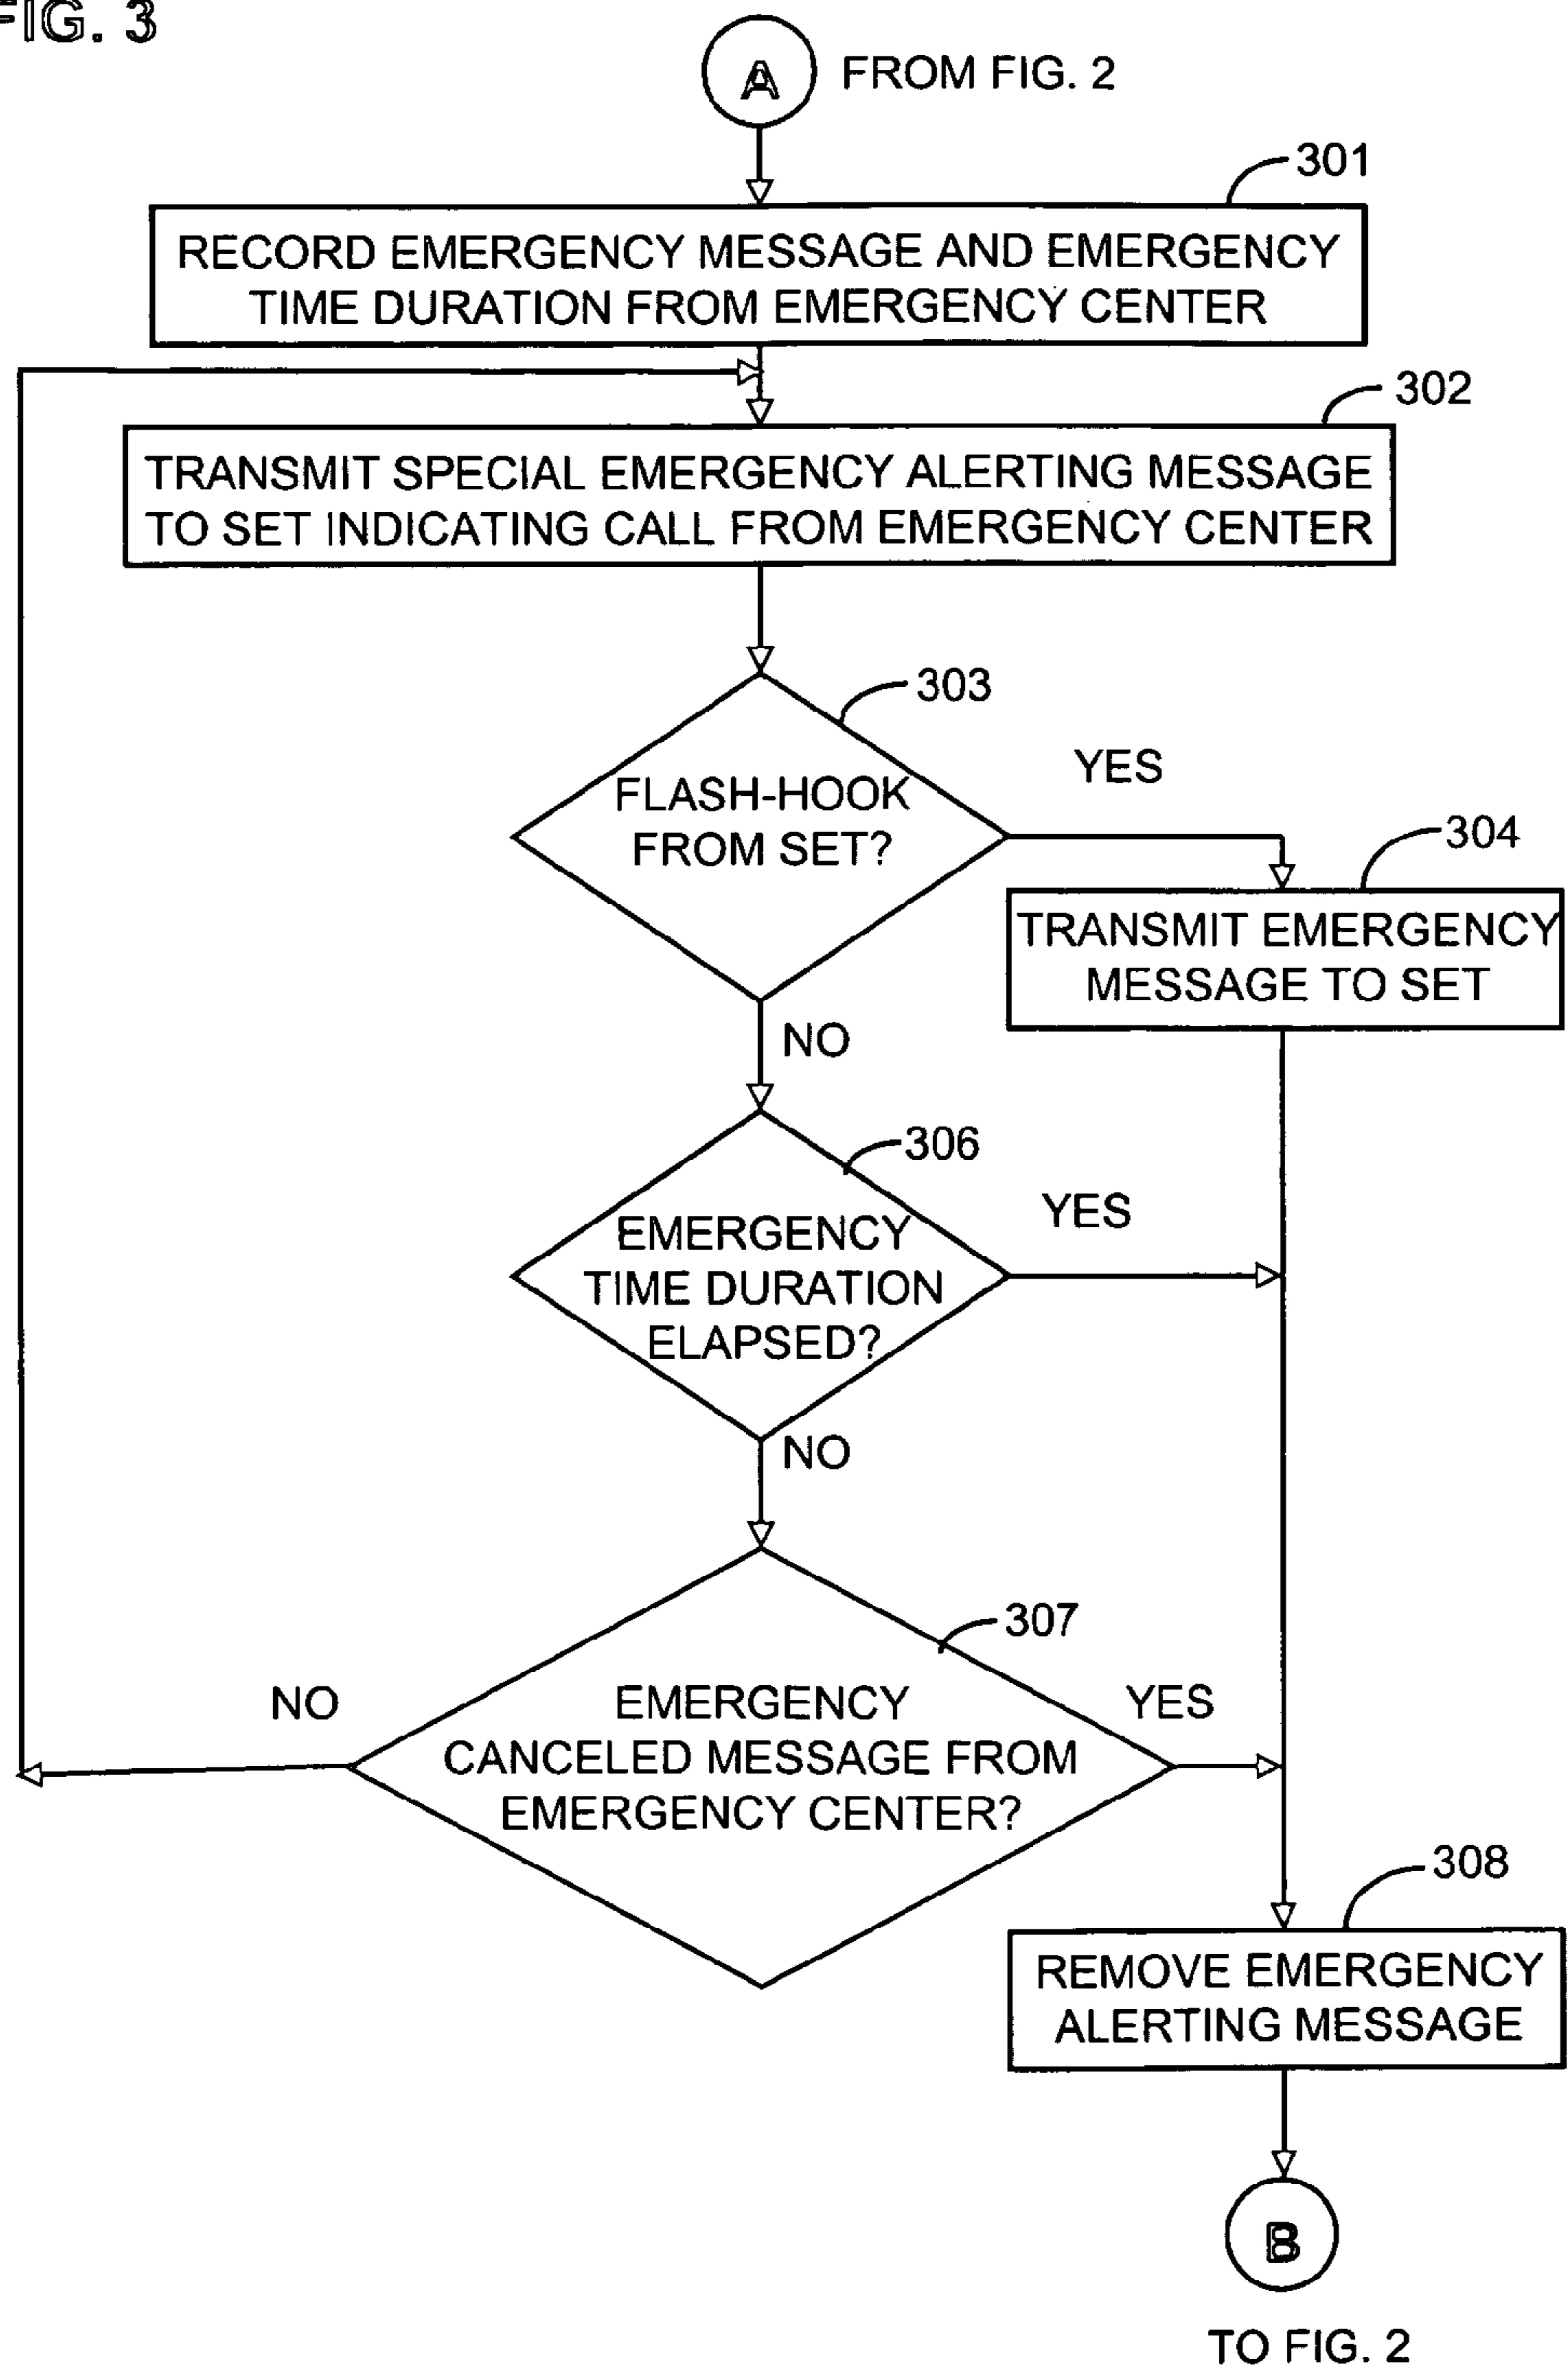 FIG. 3
A
FROM FIG. 2
301
RECORD EMERGENCY MESSAGE AND EMERGENCY
TIME DURATION FROM EMERGENCY CENTER
302
TRANSMIT SPECIAL EMERGENCY ALERTING MESSAGE
TO SET INDICATING CALL FROM EMERGENCY CENTER
303
FLASH-HOOK
FROM SET?
YES
304
TRANSMIT EMERGENCY
MESSAGE TO SET
NO
306
EMERGENCY
TIME DURATION
ELAPSED?
YES
NO
307
NO
EMERGENCY
CANCELED MESSAGE FROM
EMERGENCY CENTER?
YES
308
REMOVE EMERGENCY
ALERTING MESSAGE
B
TO FIG. 2